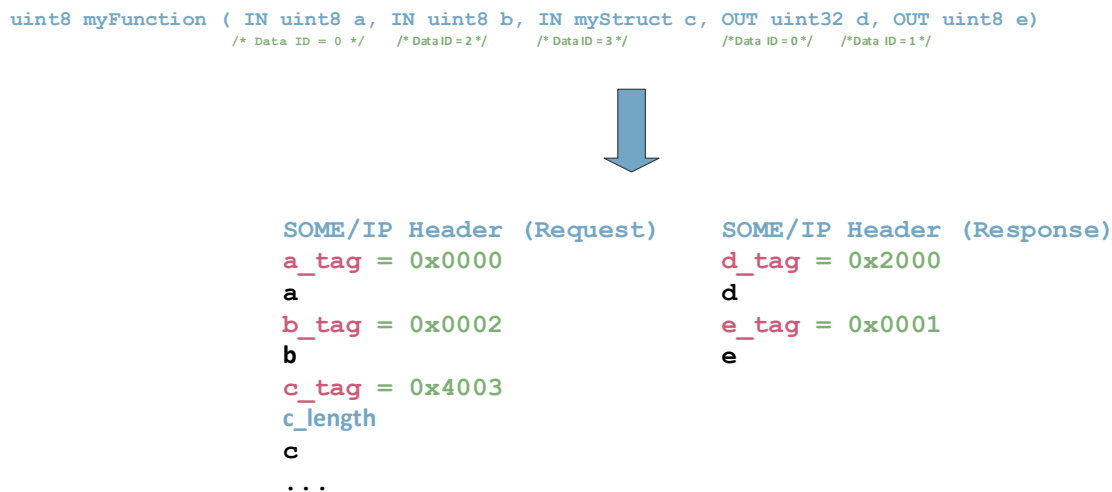 uint8 myFunction ( IN uint8 a, IN uint8 b, IN myStruct c, OUT uint32 d, OUT uint8 e)
/* Data ID = 0 */ /* Data ID = 2 */ /* Data ID = 3 */ /*Data ID = 0 */ /*Data ID = 1 */
SOME/IP Header (Request)
a_tag = 0x0000
a
b_tag = 0x0002
b
c_tag = 0x4003
c_length
c
...
SOME/IP Header (Response)
d_tag = 0x2000
d
e_tag = 0x0001
e